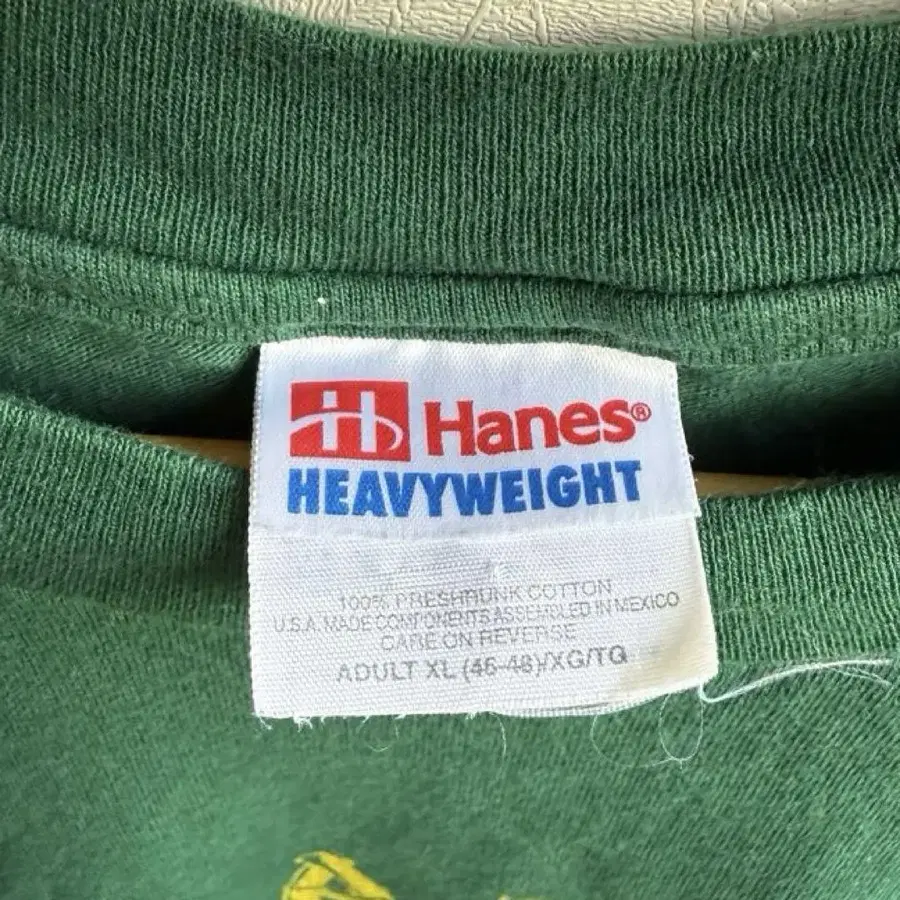 H Hanes®
HEAVYWEIGHT
100% PRESHRUNK COTTON
U.S.A. MADE COMPONENTS ASSEMBLED IN MEXICO
CARE ON REVERSE
ADULT XL (46-48)/XG/TG